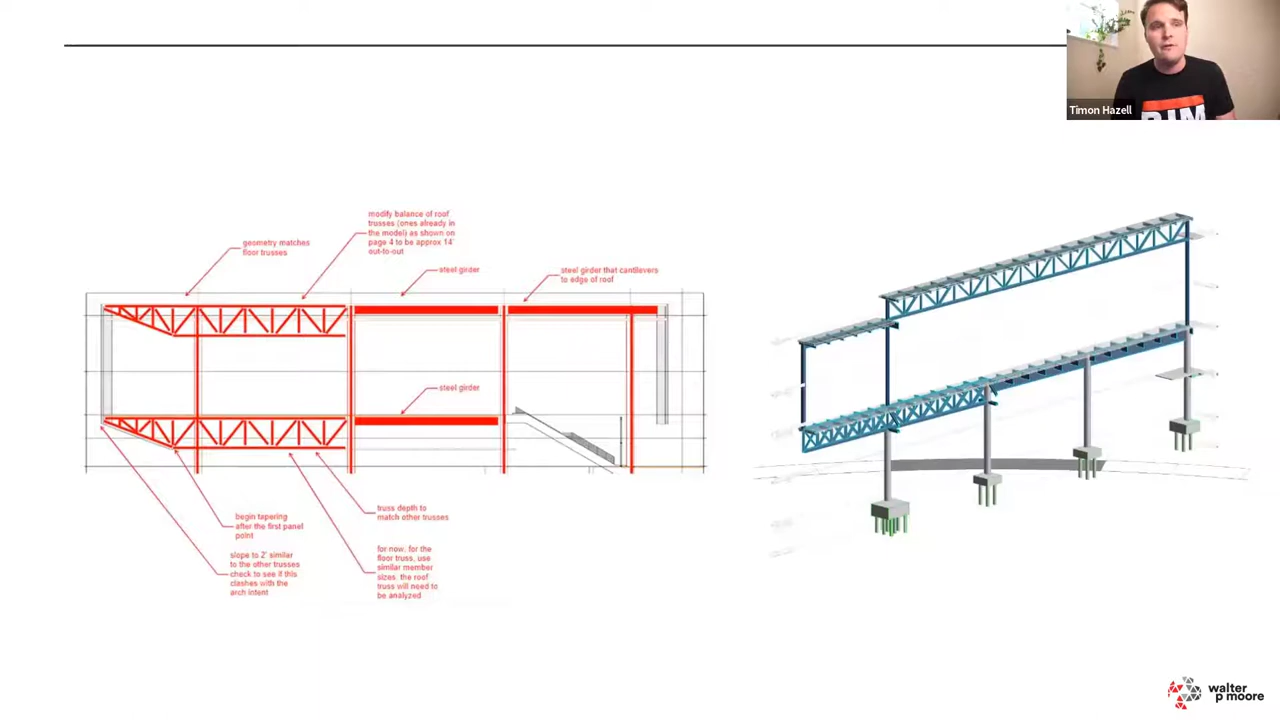 Timon Hazell
modify balance of roof
trusses (ones already in
the model) as shown on
page 4 to be approx 14'
out-to-out
geometry matches
floor trusses
steel girder
steel girder that cantilevers
to edge of roof
steel girder
begin tapering
after the first panel
point
truss depth to
match other trusses
slope to 2' similar
to the other trusses
check to see if this
clashes with the
arch intent
for now, for the
floor truss, use
similar member
sizes. the roof
truss will need to
be analyzed
walter
p moore